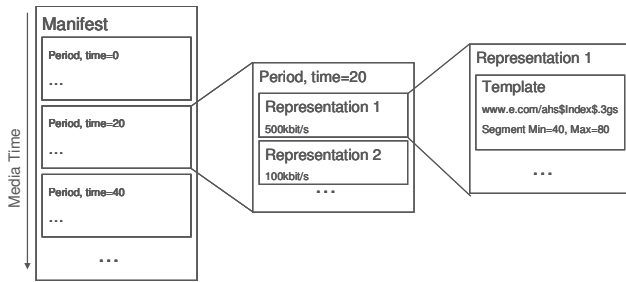 Media Time
Manifest
Period, time=0
...
Period, time=20
...
Period, time=40
...
...
Period, time=20
Representation 1
500kbit/s
Representation 2
100kbit/s
...
Representation 1
Template
www.e.com/ahs$Index$.3gs
Segment Min=40, Max=80
...